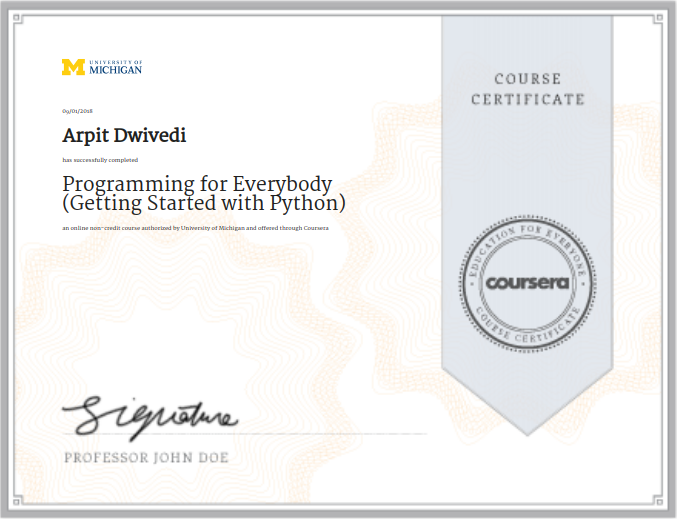 UNIVERSITY OF
MICHIGAN
09/01/2018
Arpit Dwivedi
has successfully completed
Programming for Everybody
(Getting Started with Python)
an online non-credit course authorized by University of Michigan and offered through Coursera
COURSE
CERTIFICATE
EDUCATION FOR EVERYONE
coursera
COURSE CERTIFICATE
Signature
PROFESSOR JOHN DOE